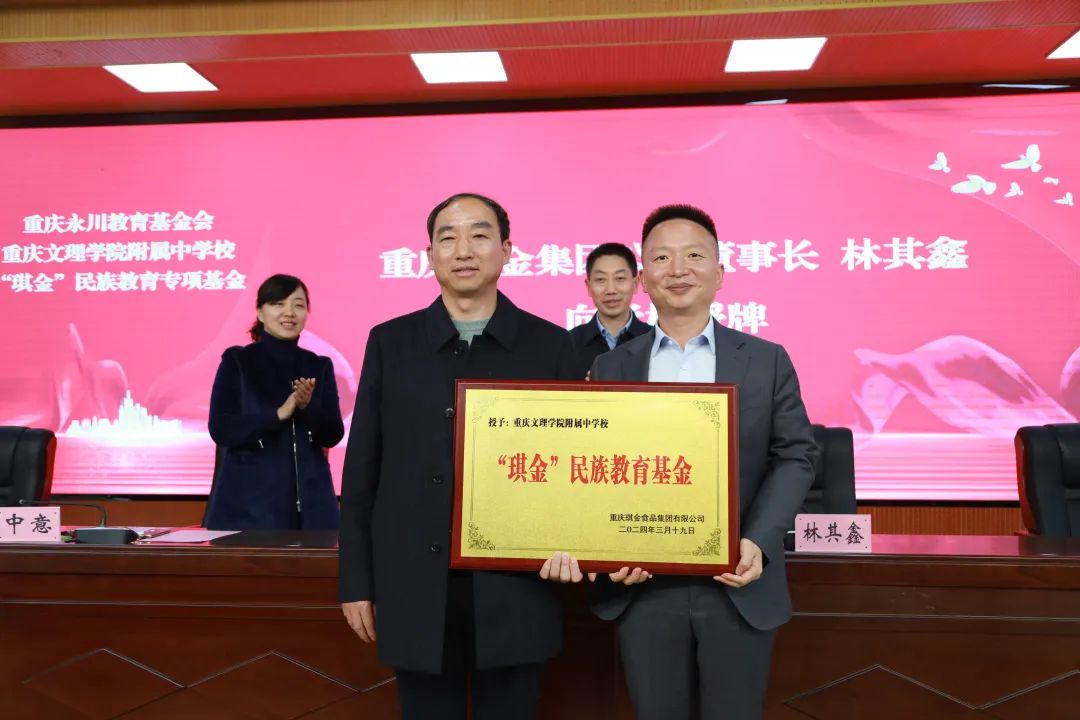 重庆永川教育基金会
重庆文理学院附属中学校
“琪金”民族教育专项基金
重庆 金集团 董事长 林其鑫
向 授牌
授予：重庆文理学院附属中学校
“琪金”民族教育基金
重庆琪金食品集团有限公司
二〇二四年三月十九日
中意
林其鑫